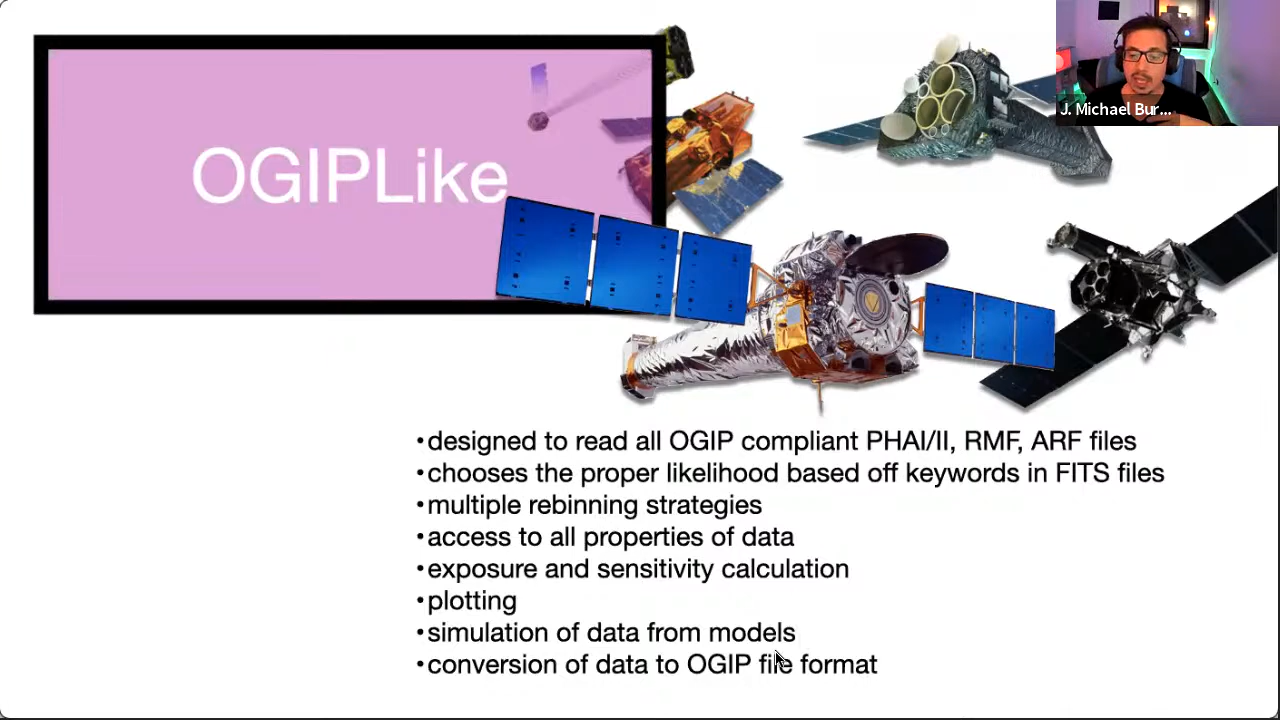 OGIPLike
J. Michael Bur...
•designed to read all OGIP compliant PHAI/II, RMF, ARF files
•chooses the proper likelihood based off keywords in FITS files
•multiple rebinning strategies
•access to all properties of data
•exposure and sensitivity calculation
•plotting
•simulation of data from models
•conversion of data to OGIP file format